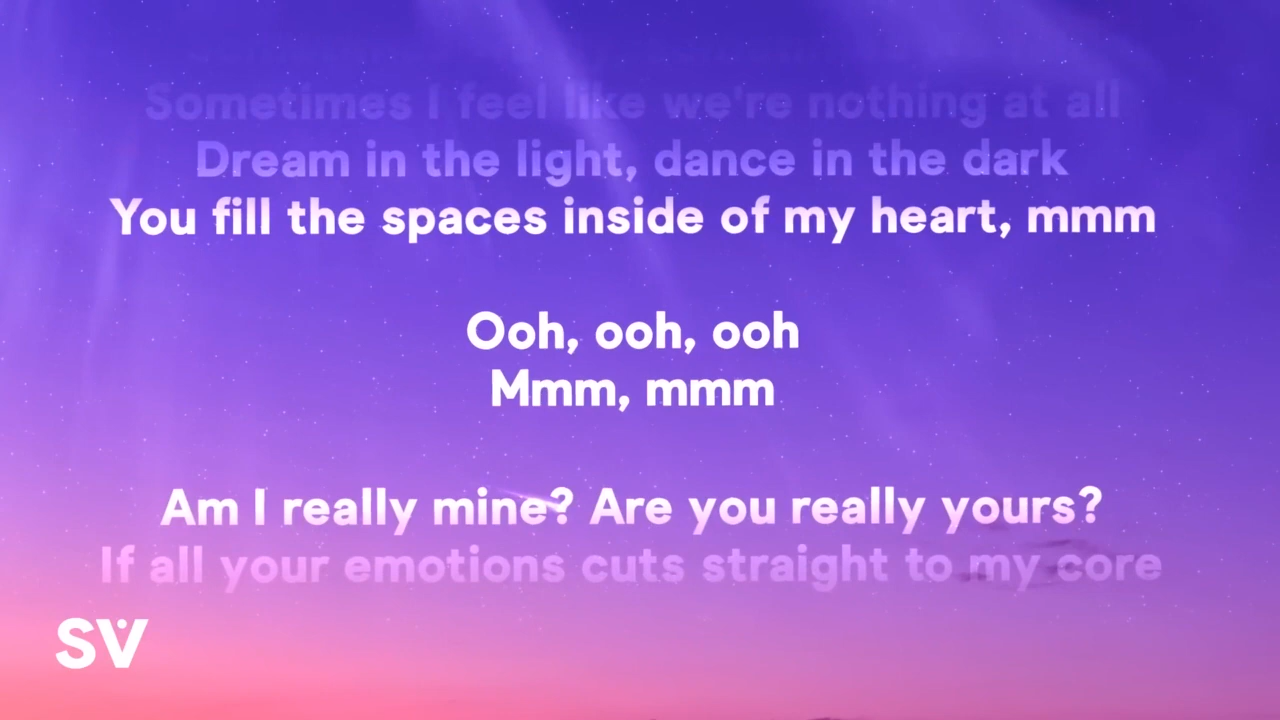 Sometimes I feel like we're nothing at all
Dream in the light, dance in the dark
You fill the spaces inside of my heart, mmm
Ooh, ooh, ooh
Mmm, mmm
Am I really mine? Are you really yours?
If all your emotions cuts straight to my core
SV